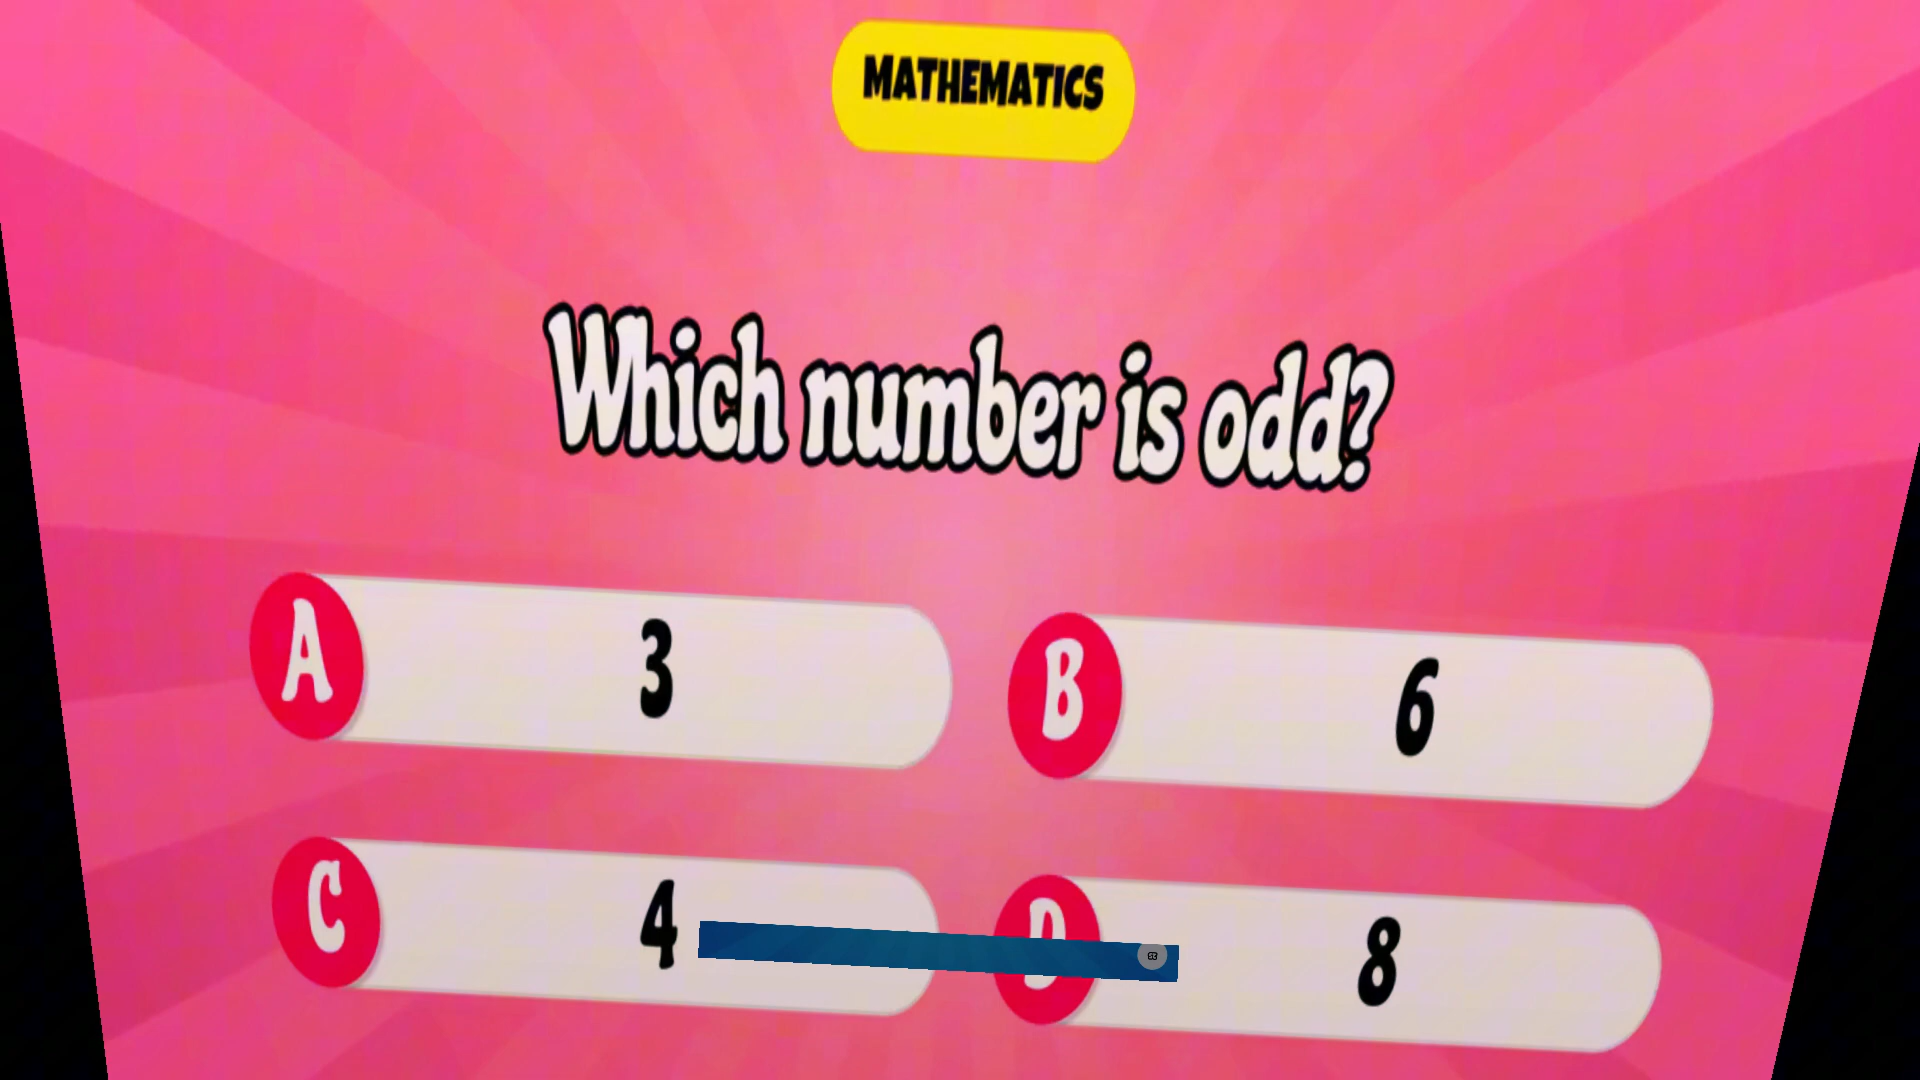 MATHEMATICS
Which number is odd?
A 3
B 6
C 4
D 8